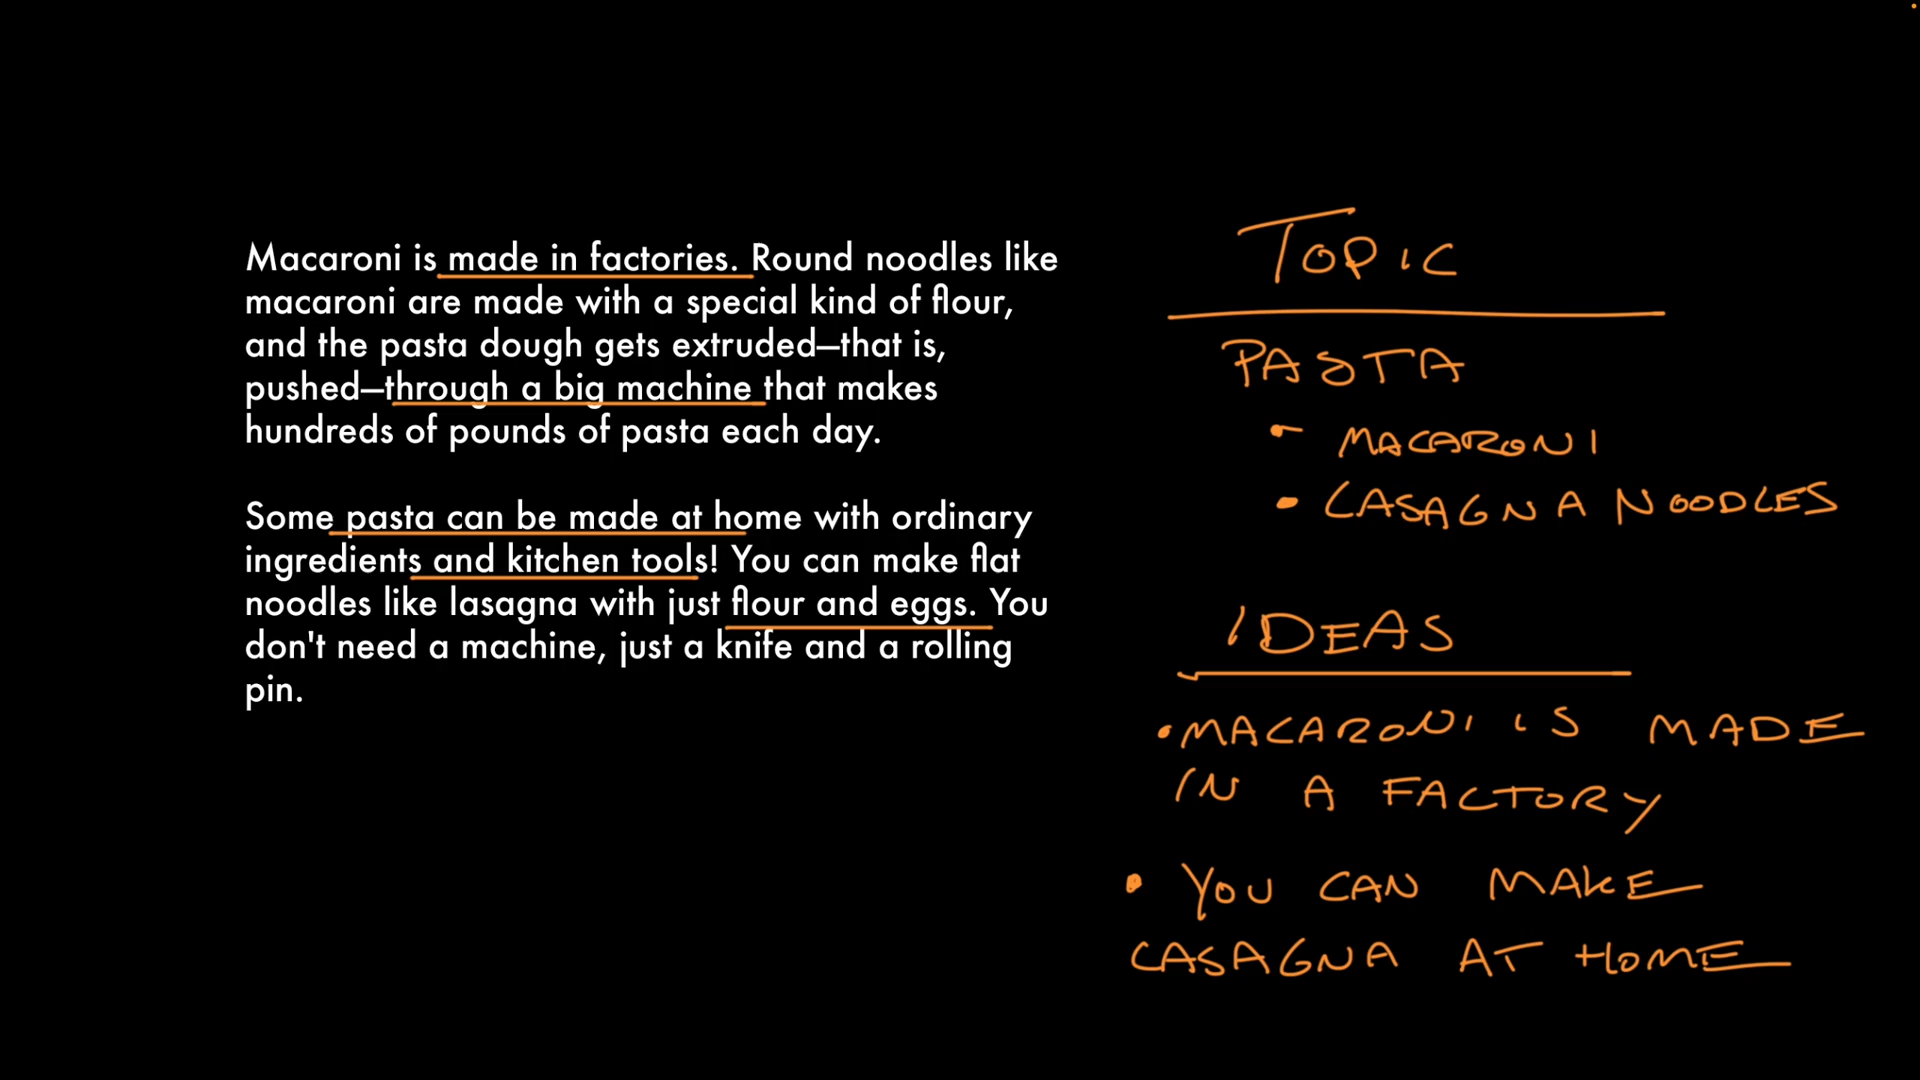 Macaroni is made in factories. Round noodles like
macaroni are made with a special kind of flour,
and the pasta dough gets extruded—that is,
pushed—through a big machine that makes
hundreds of pounds of pasta each day.
Some pasta can be made at home with ordinary
ingredients and kitchen tools! You can make flat
noodles like lasagna with just flour and eggs. You
don't need a machine, just a knife and a rolling
pin.
TOPIC
PASTA
• MACARONI
• LASAGNA NOODLES
IDEAS
• MACARONI IS MADE
IN A FACTORY
• YOU CAN MAKE
LASAGNA AT HOME